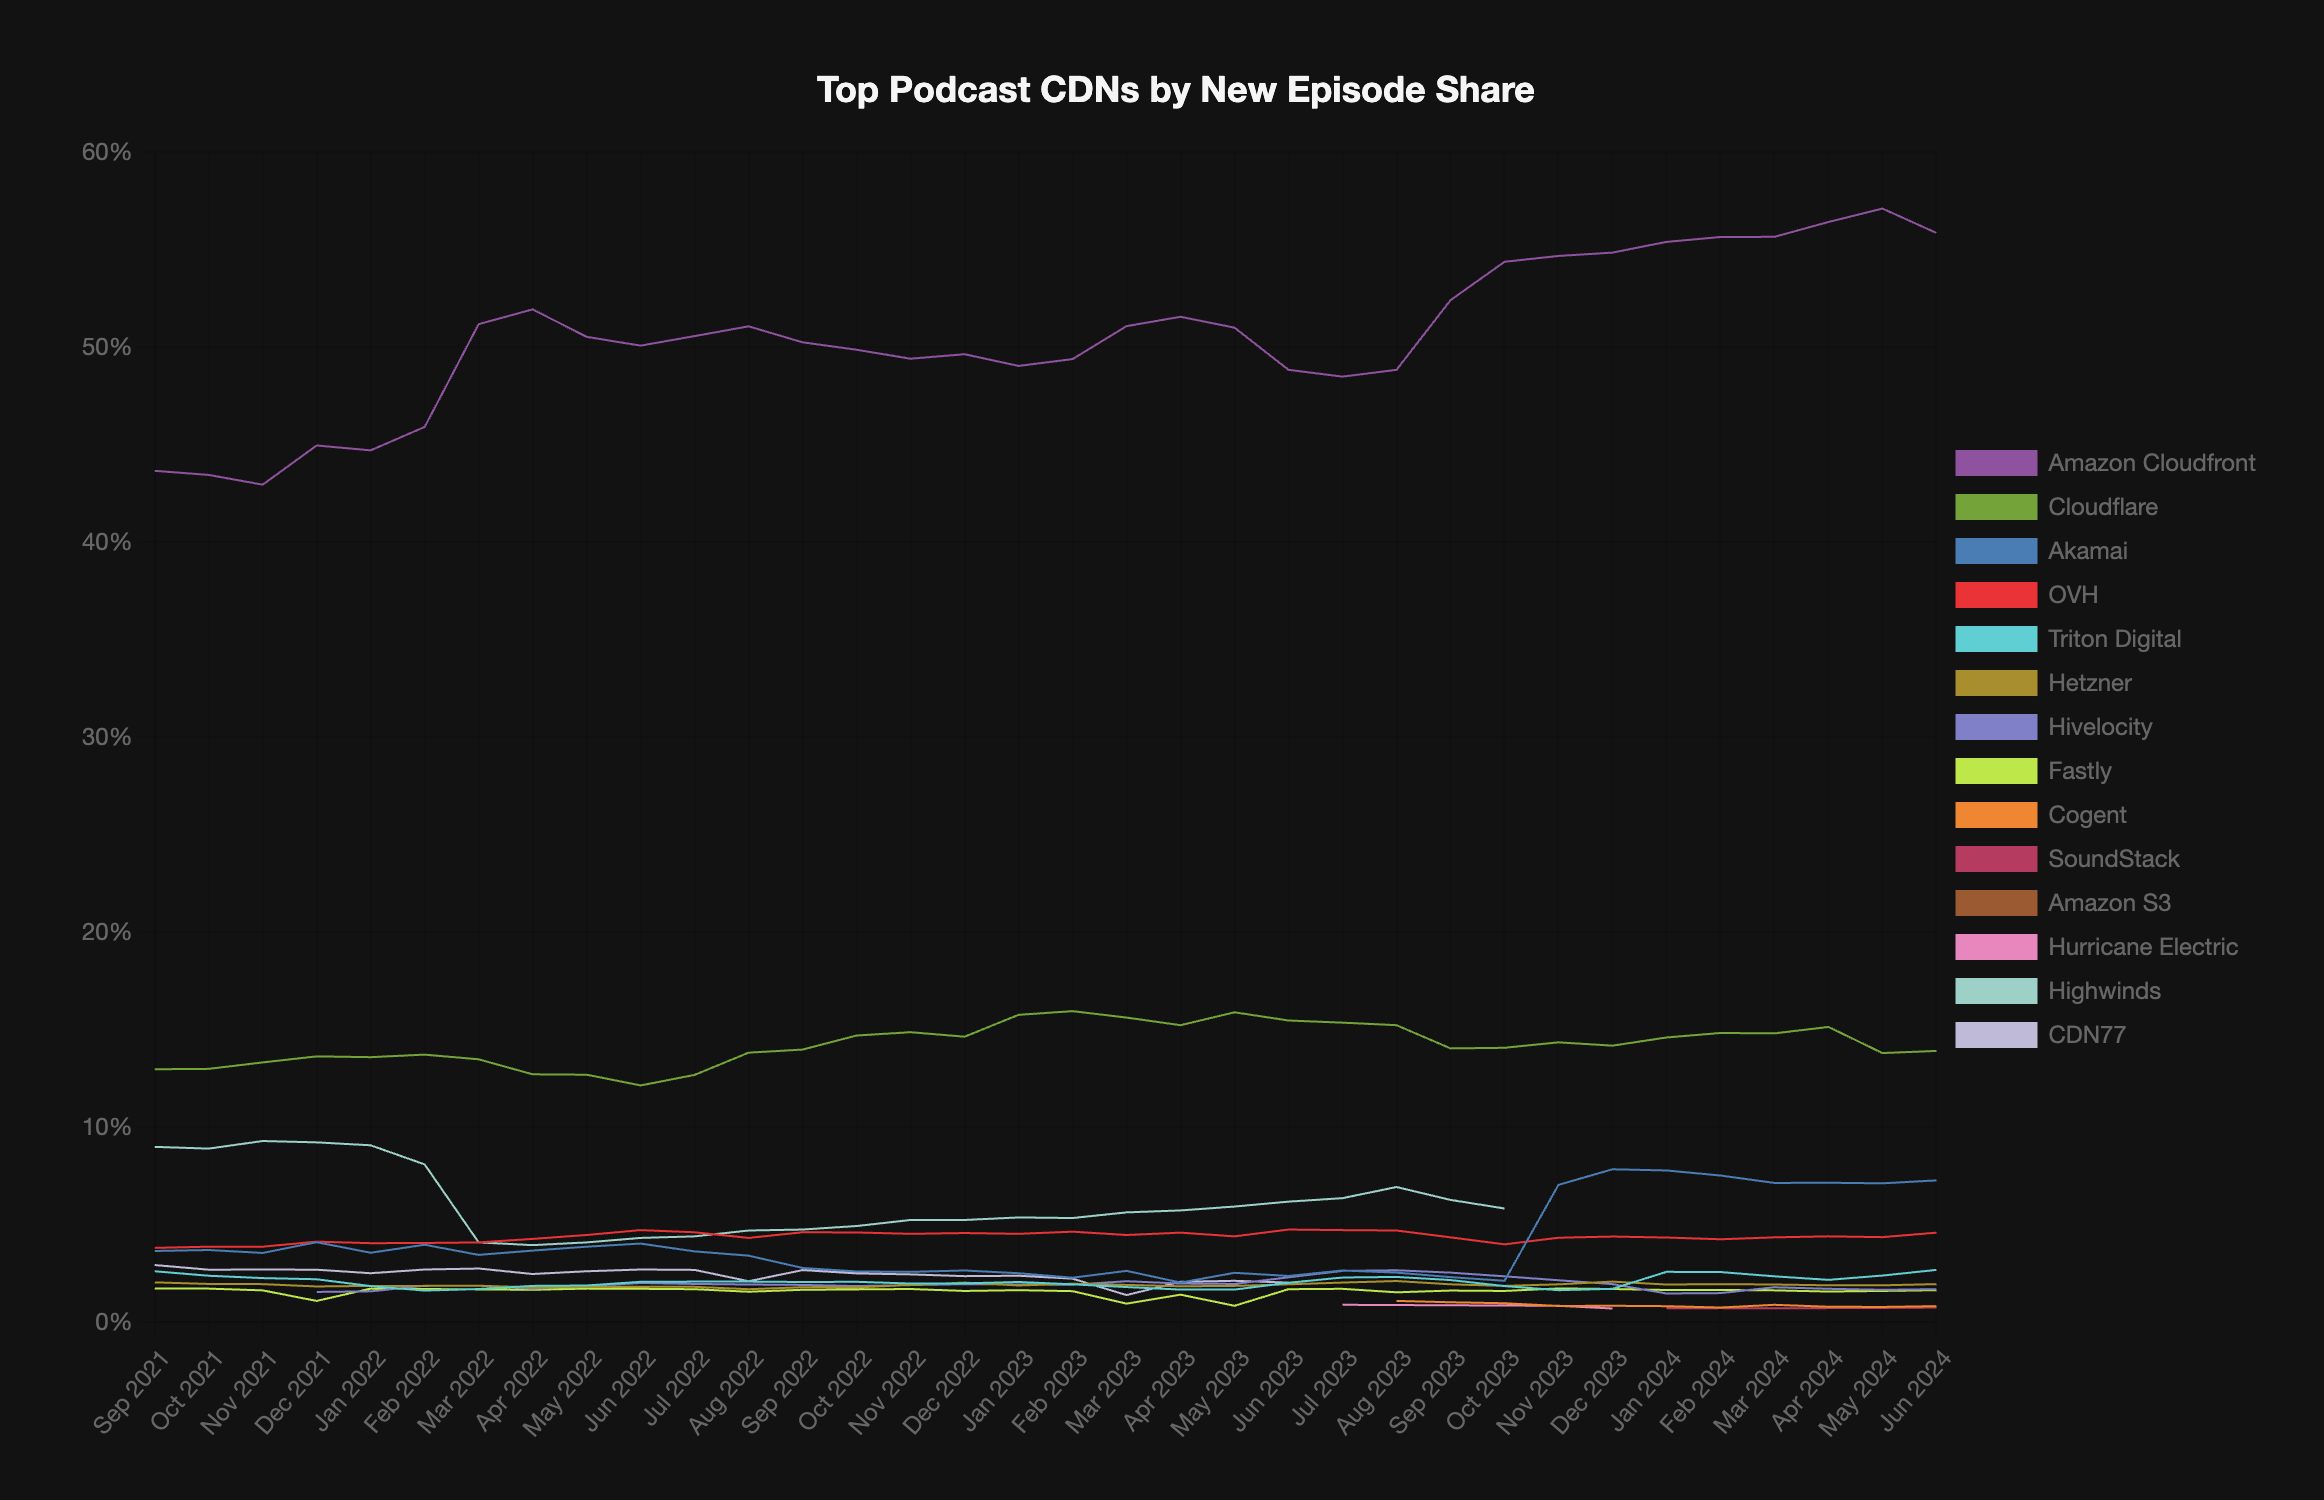 Top Podcast CDNs by New Episode Share
60%
50%
40%
30%
20%
10%
0%
Sep 2021
Oct 2021
Nov 2021
Dec 2021
Jan 2022
Feb 2022
Mar 2022
Apr 2022
May 2022
Jun 2022
Jul 2022
Aug 2022
Sep 2022
Oct 2022
Nov 2022
Dec 2022
Jan 2023
Feb 2023
Mar 2023
Apr 2023
May 2023
Jun 2023
Jul 2023
Aug 2023
Sep 2023
Oct 2023
Nov 2023
Dec 2023
Jan 2024
Feb 2024
Mar 2024
Apr 2024
May 2024
Jun 2024
Amazon Cloudfront
Cloudflare
Akamai
OVH
Triton Digital
Hetzner
Hivelocity
Fastly
Cogent
SoundStack
Amazon S3
Hurricane Electric
Highwinds
CDN77